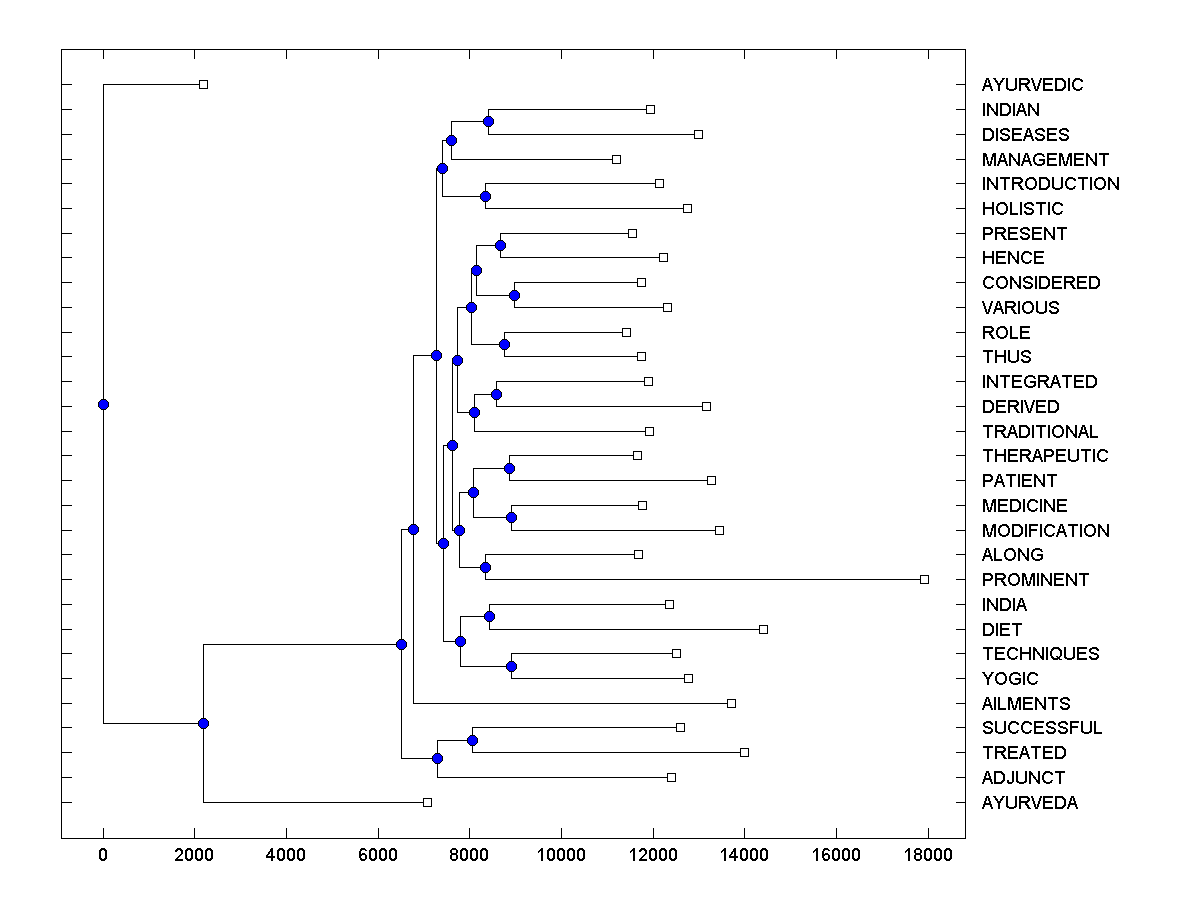 AYURVEDIC
INDIAN
DISEASES
MANAGEMENT
INTRODUCTION
HOLISTIC
PRESENT
HENCE
CONSIDERED
VARIOUS
ROLE
THUS
INTEGRATED
DERIVED
TRADITIONAL
THERAPEUTIC
PATIENT
MEDICINE
MODIFICATION
ALONG
PROMINENT
INDIA
DIET
TECHNIQUES
YOGIC
AILMENTS
SUCCESSFUL
TREATED
ADJUNCT
AYURVEDA
0 2000 4000 6000 8000 10000 12000 14000 16000 18000